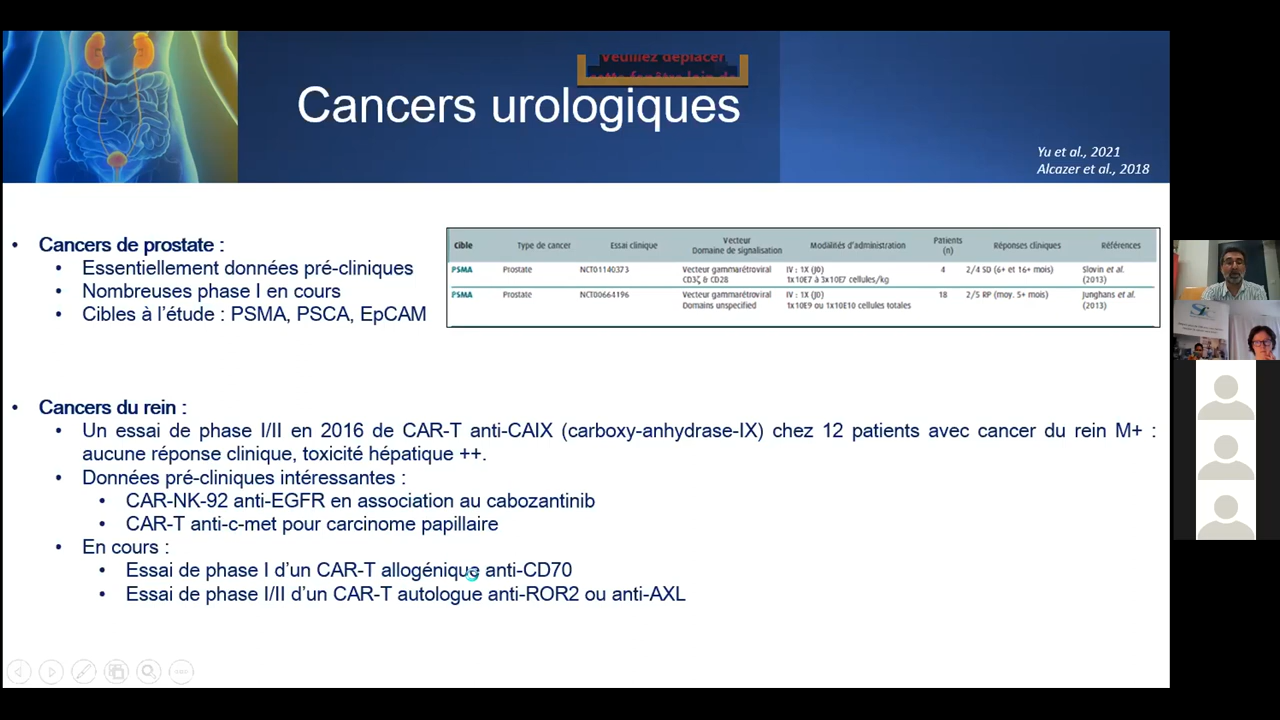 Veuillez déplacer
cette fenêtre loin de
Cancers urologiques
Yu et al., 2021
Alcazer et al., 2018
• Cancers de prostate :
• Essentiellement données pré-cliniques
• Nombreuses phase I en cours
• Cibles à l'étude : PSMA, PSCA, EpCAM
Cible Type de cancer Essai clinique Vecteur Domaine de signalisation Modalités d'administration Patients (n) Réponses cliniques Références
PSMA Prostate NCT01140373 Vecteur gammarétroviral CD3ζ & CD28 IV : 1X (J0) 1x10E7 à 3x10E7 cellules/kg 4 2/4 SD (6+ et 16+ mois) Slovin et al. (2013)
PSMA Prostate NCT00664196 Vecteur gammarétroviral Domains unspecified IV : 1X (J0) 1x10E9 ou 1x10E10 cellules totales 18 2/5 RP (moy. 5+ mois) Junghans et al. (2013)
• Cancers du rein :
• Un essai de phase I/II en 2016 de CAR-T anti-CAIX (carboxy-anhydrase-IX) chez 12 patients avec cancer du rein M+ :
aucune réponse clinique, toxicité hépatique ++.
• Données pré-cliniques intéressantes :
• CAR-NK-92 anti-EGFR en association au cabozantinib
• CAR-T anti-c-met pour carcinome papillaire
• En cours :
• Essai de phase I d'un CAR-T allogénique anti-CD70
• Essai de phase I/II d'un CAR-T autologue anti-ROR2 ou anti-AXL